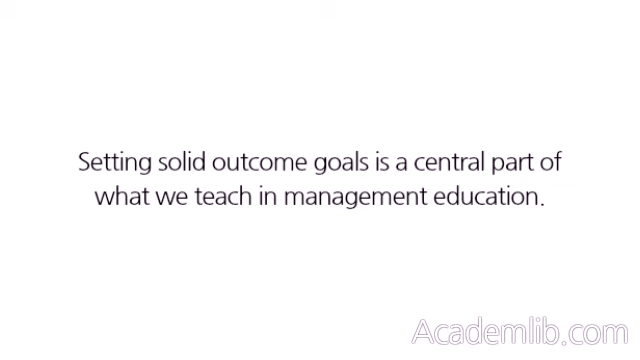 Setting solid outcome goals is a central part of
what we teach in management education.
Academlib.com